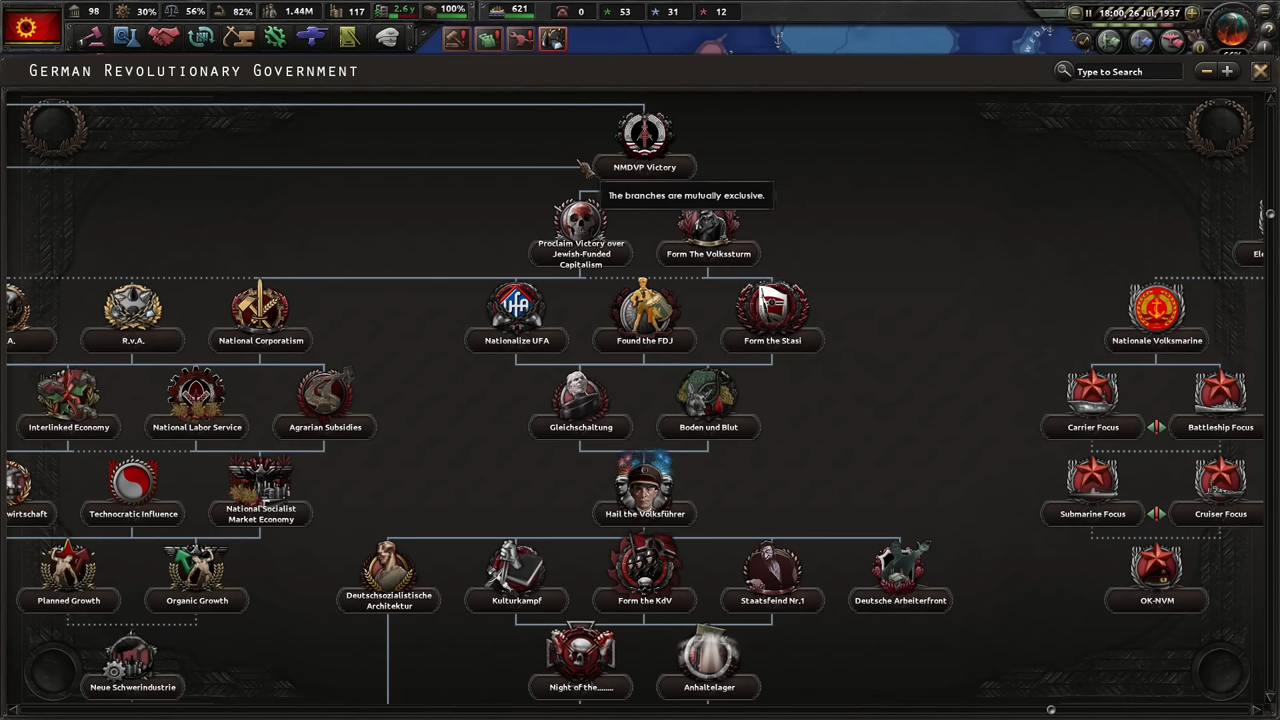 98 30% 56% 82% 1.44M 117 2.6y 100% 621 0 53 31 12 18:00, 26 Jul, 1937
GERMAN REVOLUTIONARY GOVERNMENT
Type to Search
NMDVP Victory
The branches are mutually exclusive.
Proclaim Victory over
Jewish-Funded
Capitalism
Form The Volkssturm
A.
R.v.A.
National Corporatism
Nationalize UFA
Found the FDJ
Form the Stasi
Nationale Volksmarine
Interlinked Economy
National Labor Service
Agrarian Subsidies
Gleichschaltung
Boden und Blut
Carrier Focus
Battleship Focus
wirtschaft
Technocratic Influence
National Socialist
Market Economy
Hail the Volksführer
Submarine Focus
Cruiser Focus
Planned Growth
Organic Growth
Deutschsozialistische
Architektur
Kulturkampf
Form the KdV
Staatsfeind Nr.1
Deutsche Arbeiterfront
OK-NVM
Neue Schwerindustrie
Night of the........
Anhaltelager